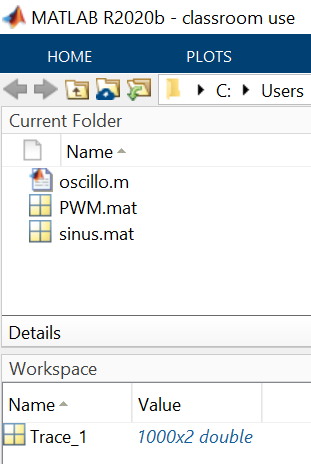 MATLAB R2020b - classroom use
HOME PLOTS
C: Users
Current Folder
Name
oscillo.m
PWM.mat
sinus.mat
Details
Workspace
Name Value
Trace_1 1000x2 double